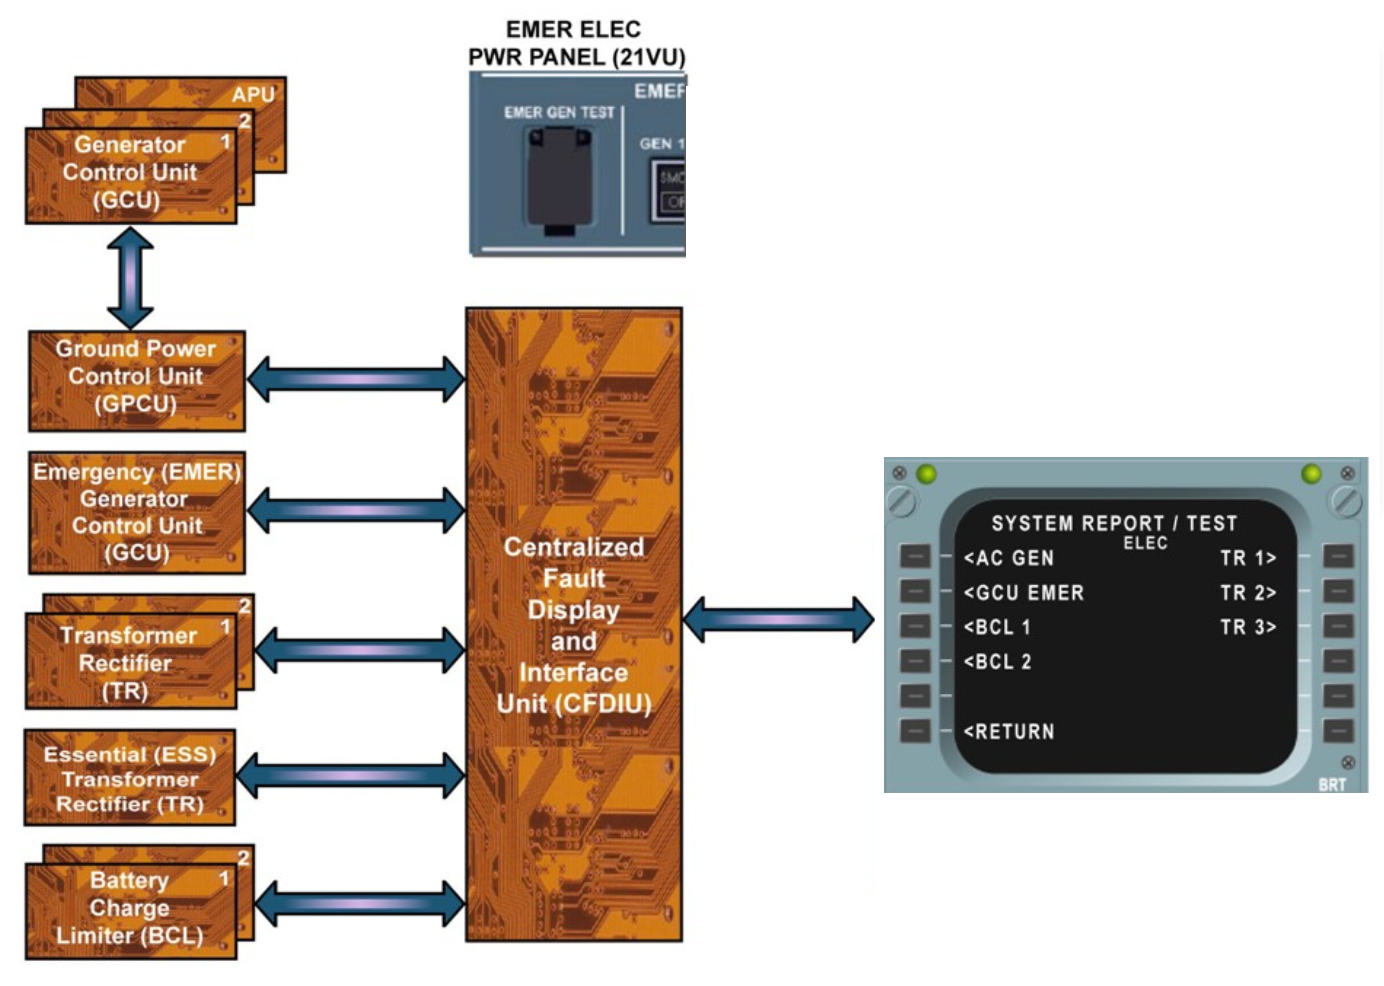 EMER ELEC
PWR PANEL (21VU)
EMER GEN TEST
GEN 1
APU
2
1
Generator
Control Unit
(GCU)
Ground Power
Control Unit
(GPCU)
Emergency (EMER)
Generator
Control Unit
(GCU)
2
1
Transformer
Rectifier
(TR)
Essential (ESS)
Transformer
Rectifier (TR)
2
1
Battery
Charge
Limiter (BCL)
Centralized
Fault
Display
and
Interface
Unit (CFDIU)
SYSTEM REPORT / TEST
ELEC
<AC GEN TR 1>
<GCU EMER TR 2>
<BCL 1 TR 3>
<BCL 2
<RETURN
BRT